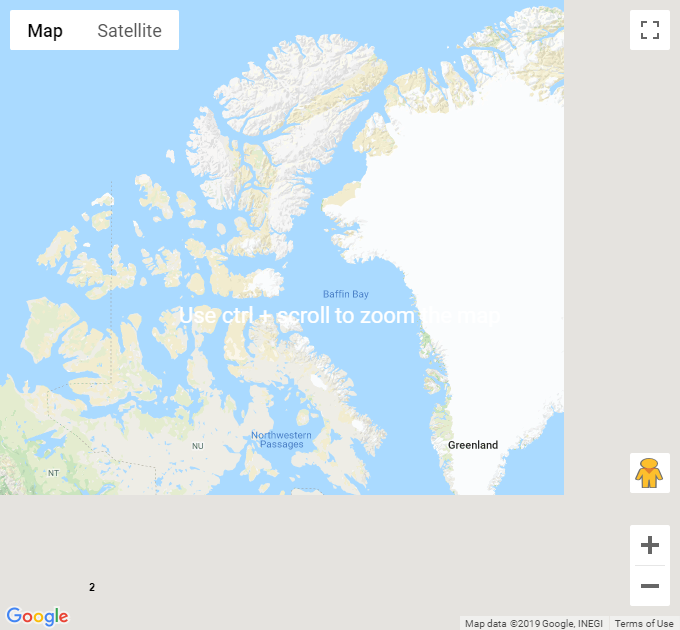 Map
Satellite
Baffin Bay
Use ctrl + scroll to zoom the map
Northwestern
Passages
NU
Greenland
NT
2
Google
Map data ©2019 Google, INEGI
Terms of Use